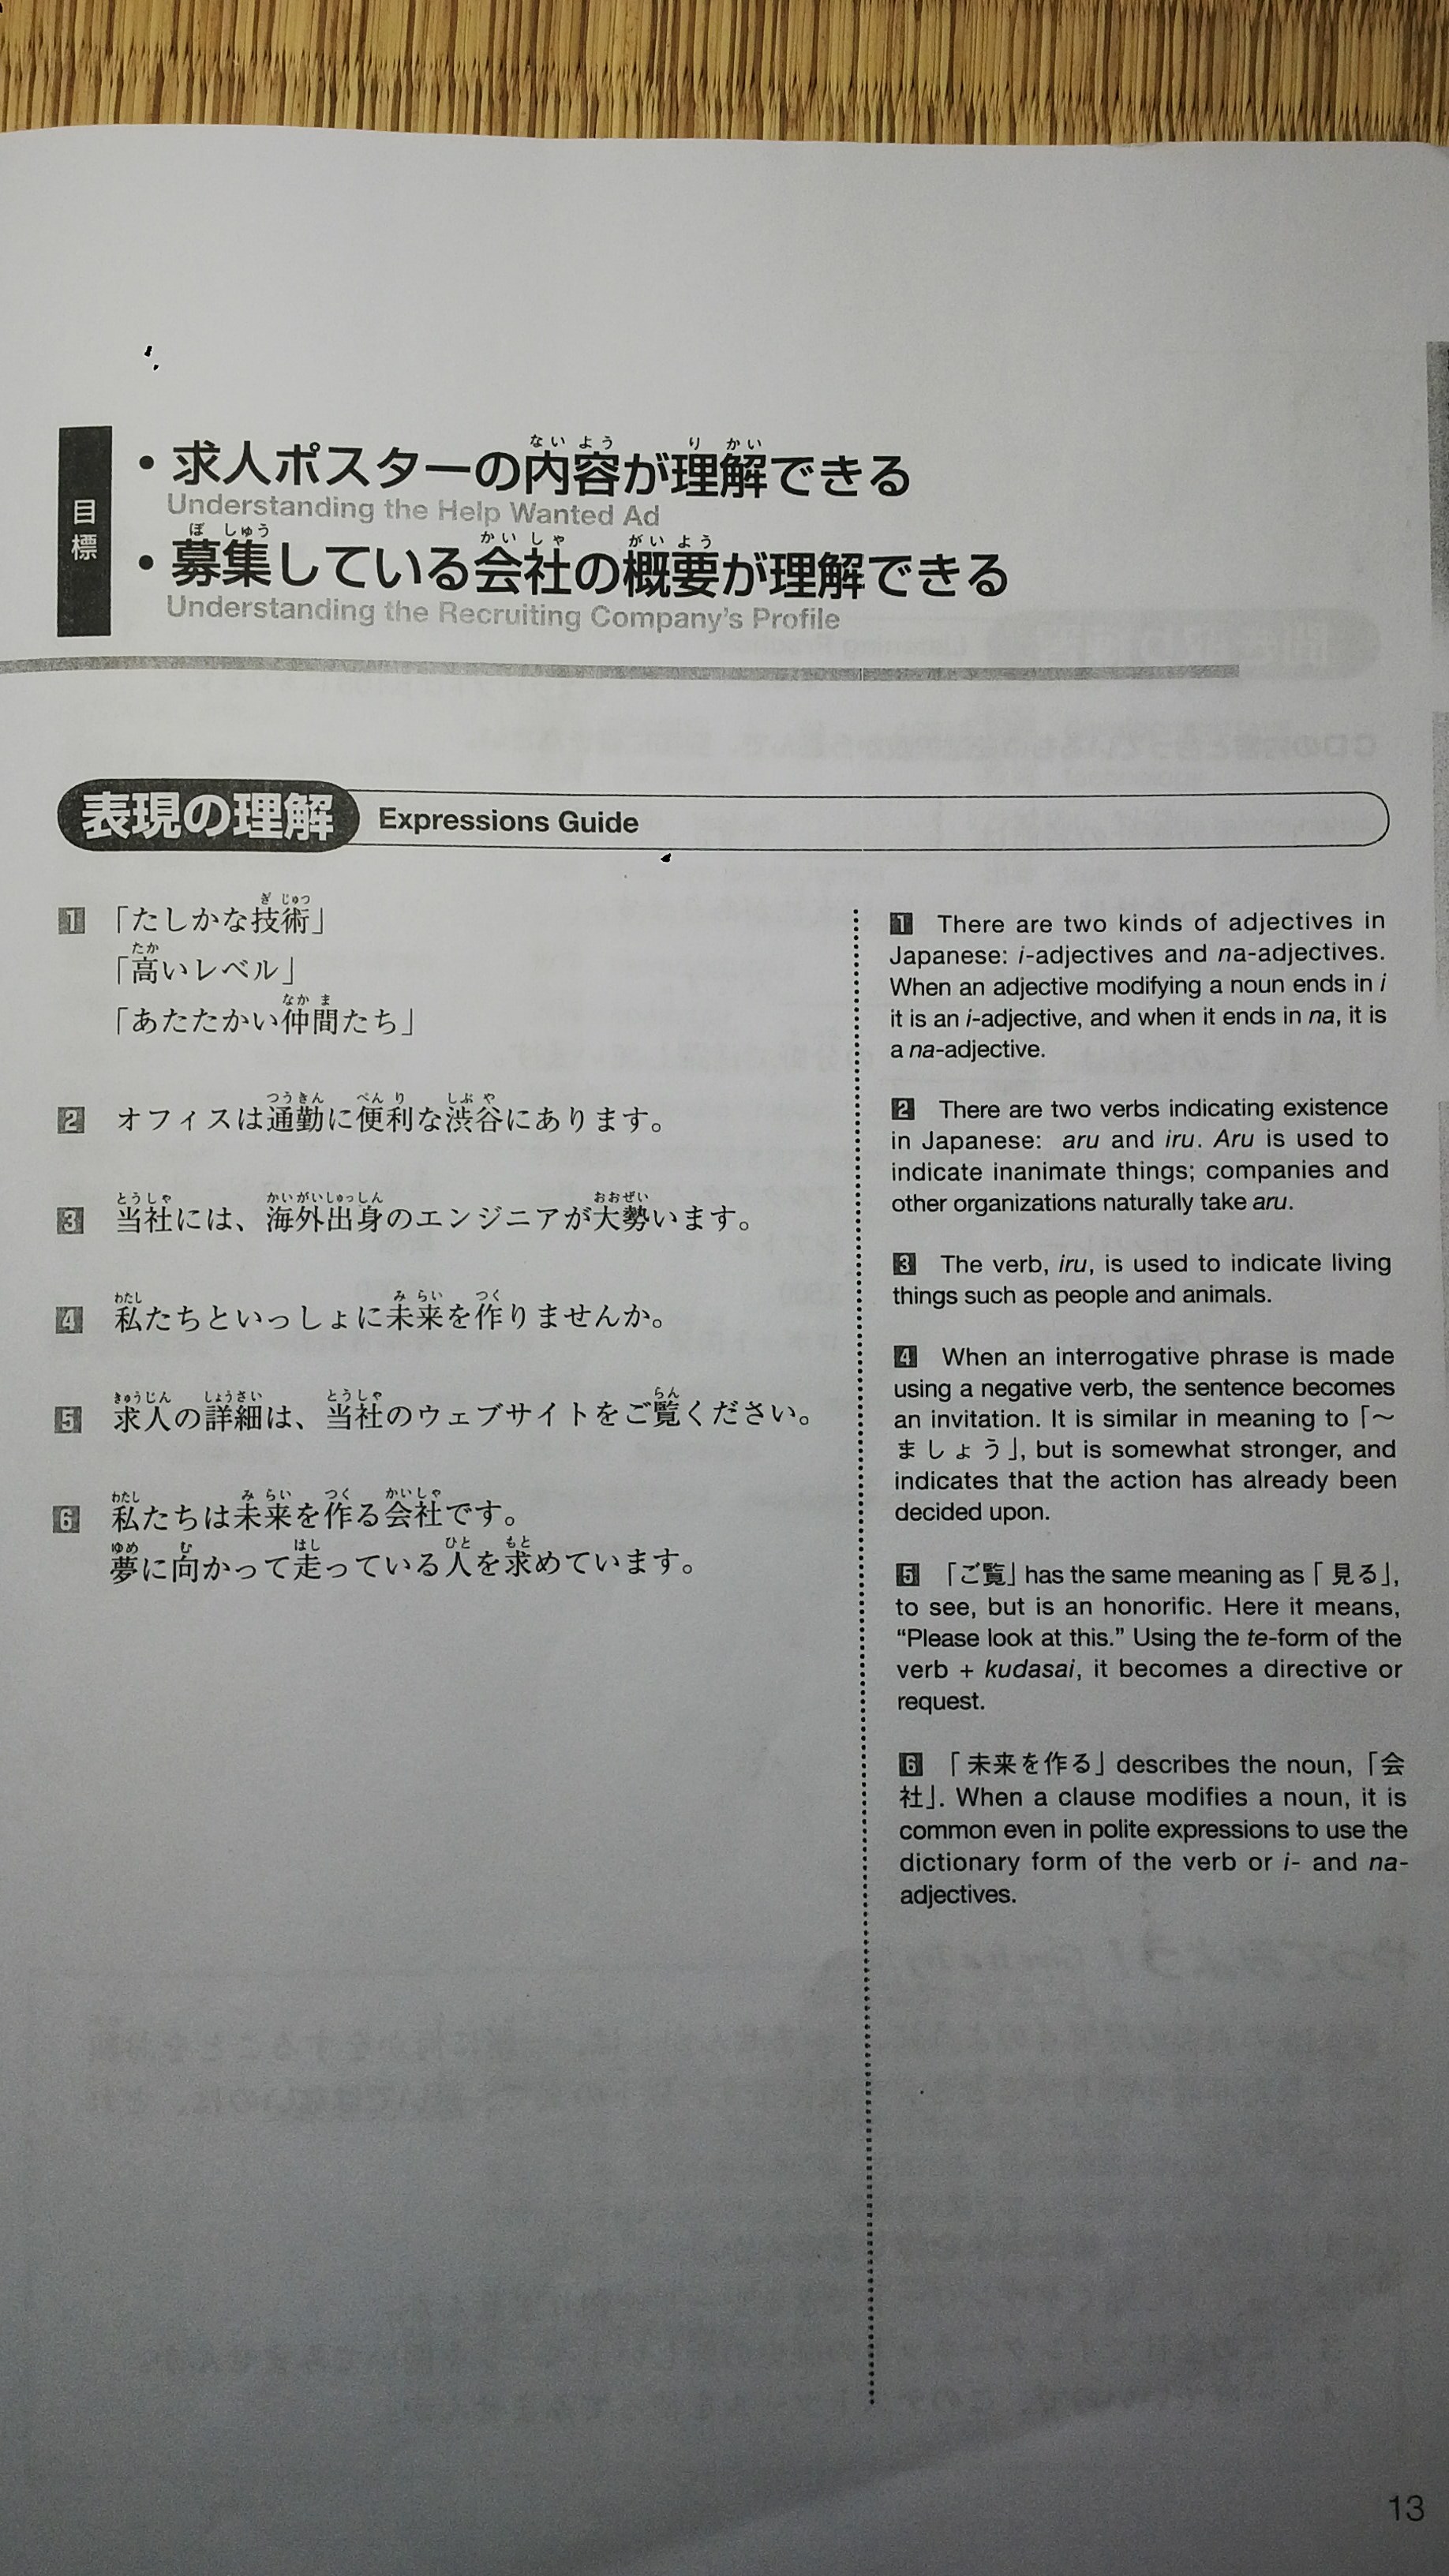 目標
・求人ポスターの内容が理解できる
Understanding the Help Wanted Ad
・募集している会社の概要が理解できる
Understanding the Recruiting Company's Profile
表現の理解 Expressions Guide
1 「たしかな技術」
「高いレベル」
「あたたかい仲間たち」
2 オフィスは通勤に便利な渋谷にあります。
3 当社には、海外出身のエンジニアが大勢います。
4 私たちといっしょに未来を作りませんか。
5 求人の詳細は、当社のウェブサイトをご覧ください。
6 私たちは未来を作る会社です。
夢に向かって走っている人を求めています。
1 There are two kinds of adjectives in
Japanese: i-adjectives and na-adjectives.
When an adjective modifying a noun ends in i
it is an i-adjective, and when it ends in na, it is
a na-adjective.
2 There are two verbs indicating existence
in Japanese: aru and iru. Aru is used to
indicate inanimate things; companies and
other organizations naturally take aru.
3 The verb, iru, is used to indicate living
things such as people and animals.
4 When an interrogative phrase is made
using a negative verb, the sentence becomes
an invitation. It is similar in meaning to「～
ましょう」, but is somewhat stronger, and
indicates that the action has already been
decided upon.
5 「ご覧」has the same meaning as「見る」,
to see, but is an honorific. Here it means,
“Please look at this.” Using the te-form of the
verb + kudasai, it becomes a directive or
request.
6 「未来を作る」describes the noun,「会
社」. When a clause modifies a noun, it is
common even in polite expressions to use the
dictionary form of the verb or i- and na-
adjectives.
13